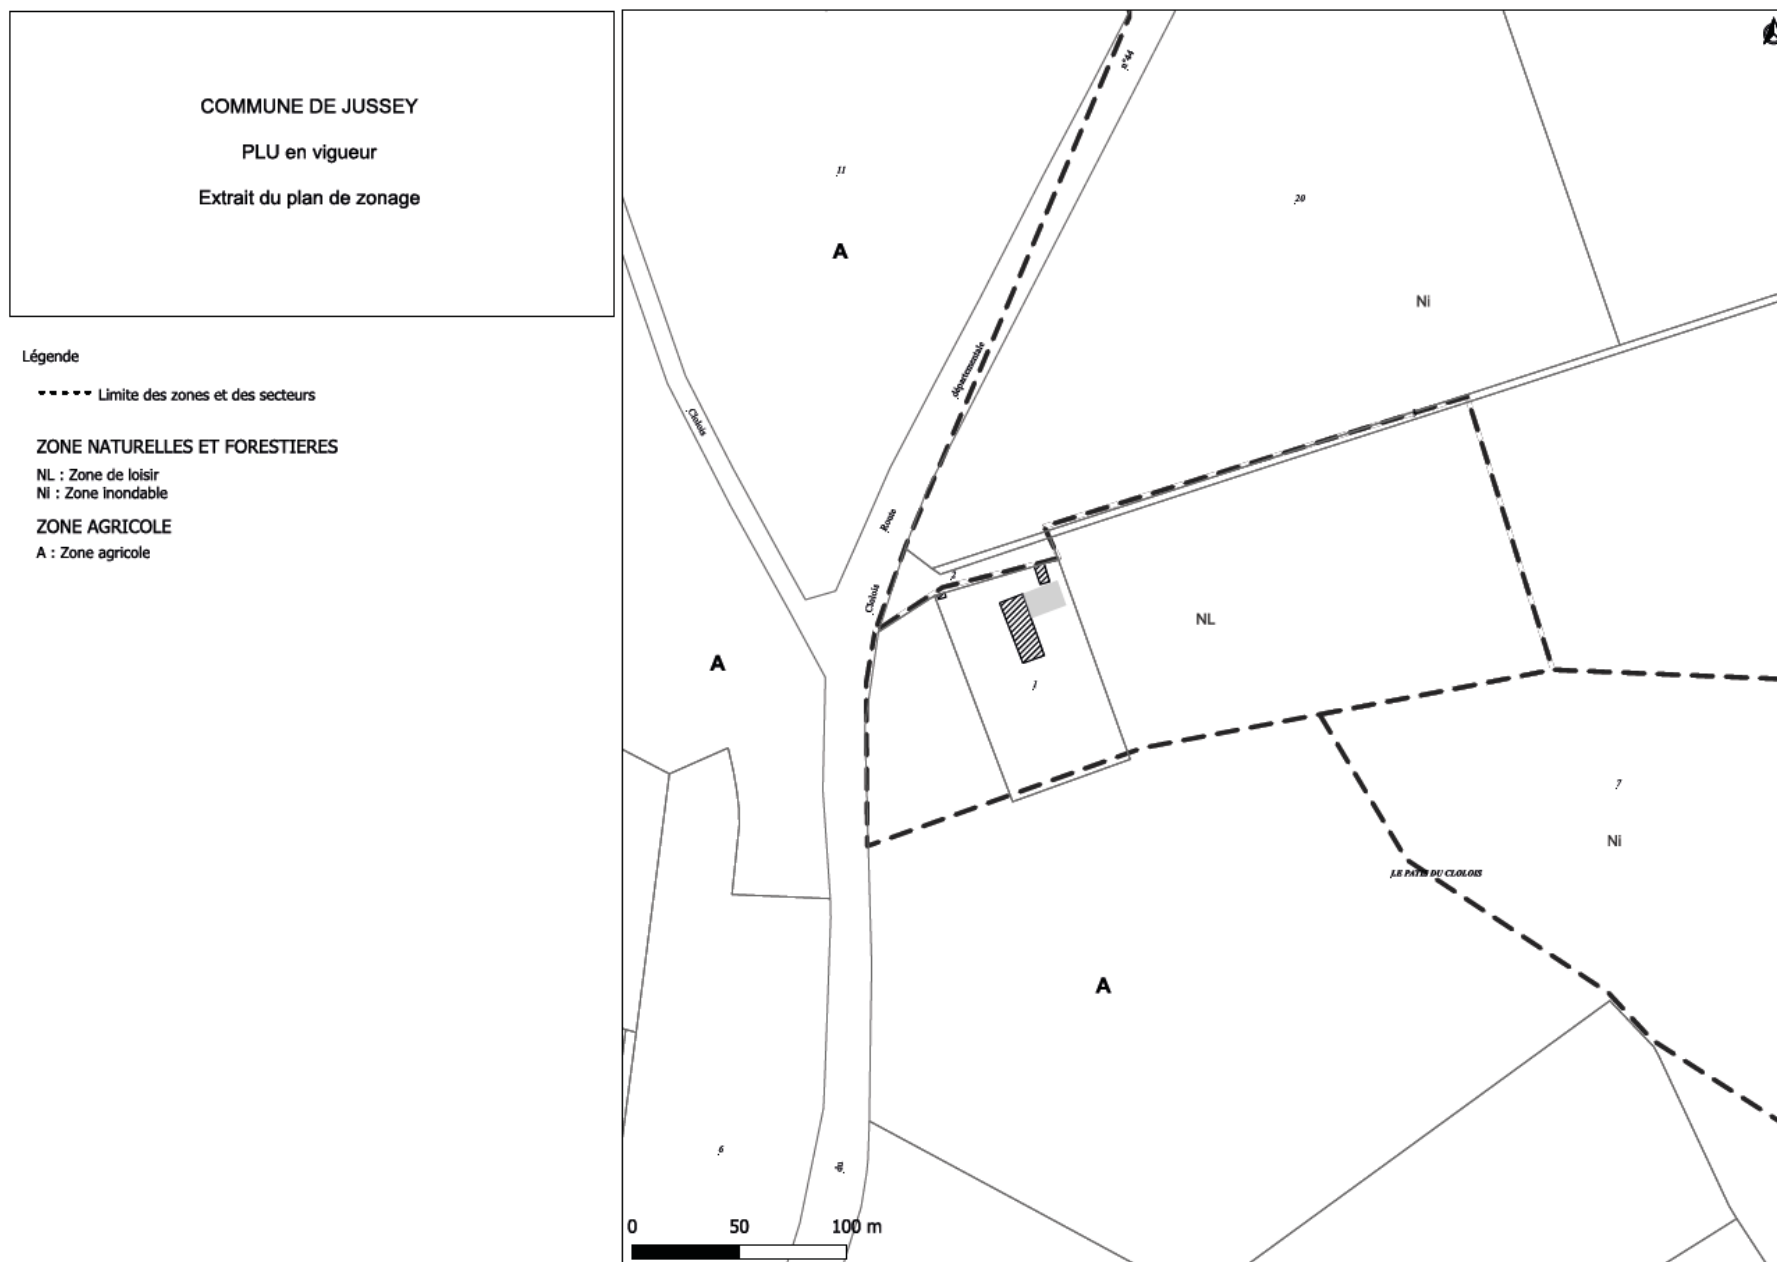 COMMUNE DE JUSSEY
PLU en vigueur
Extrait du plan de zonage
Légende
Limite des zones et des secteurs
ZONE NATURELLES ET FORESTIERES
NL : Zone de loisir
Ni : Zone Inondable
ZONE AGRICOLE
A : Zone agricole
n°44
11
20
A
Ni
départementale
Clolois
Route
2
Clolois
NL
A
1
7
Ni
LE PATIS DU CLOLOIS
A
6
du
0 50 100 m